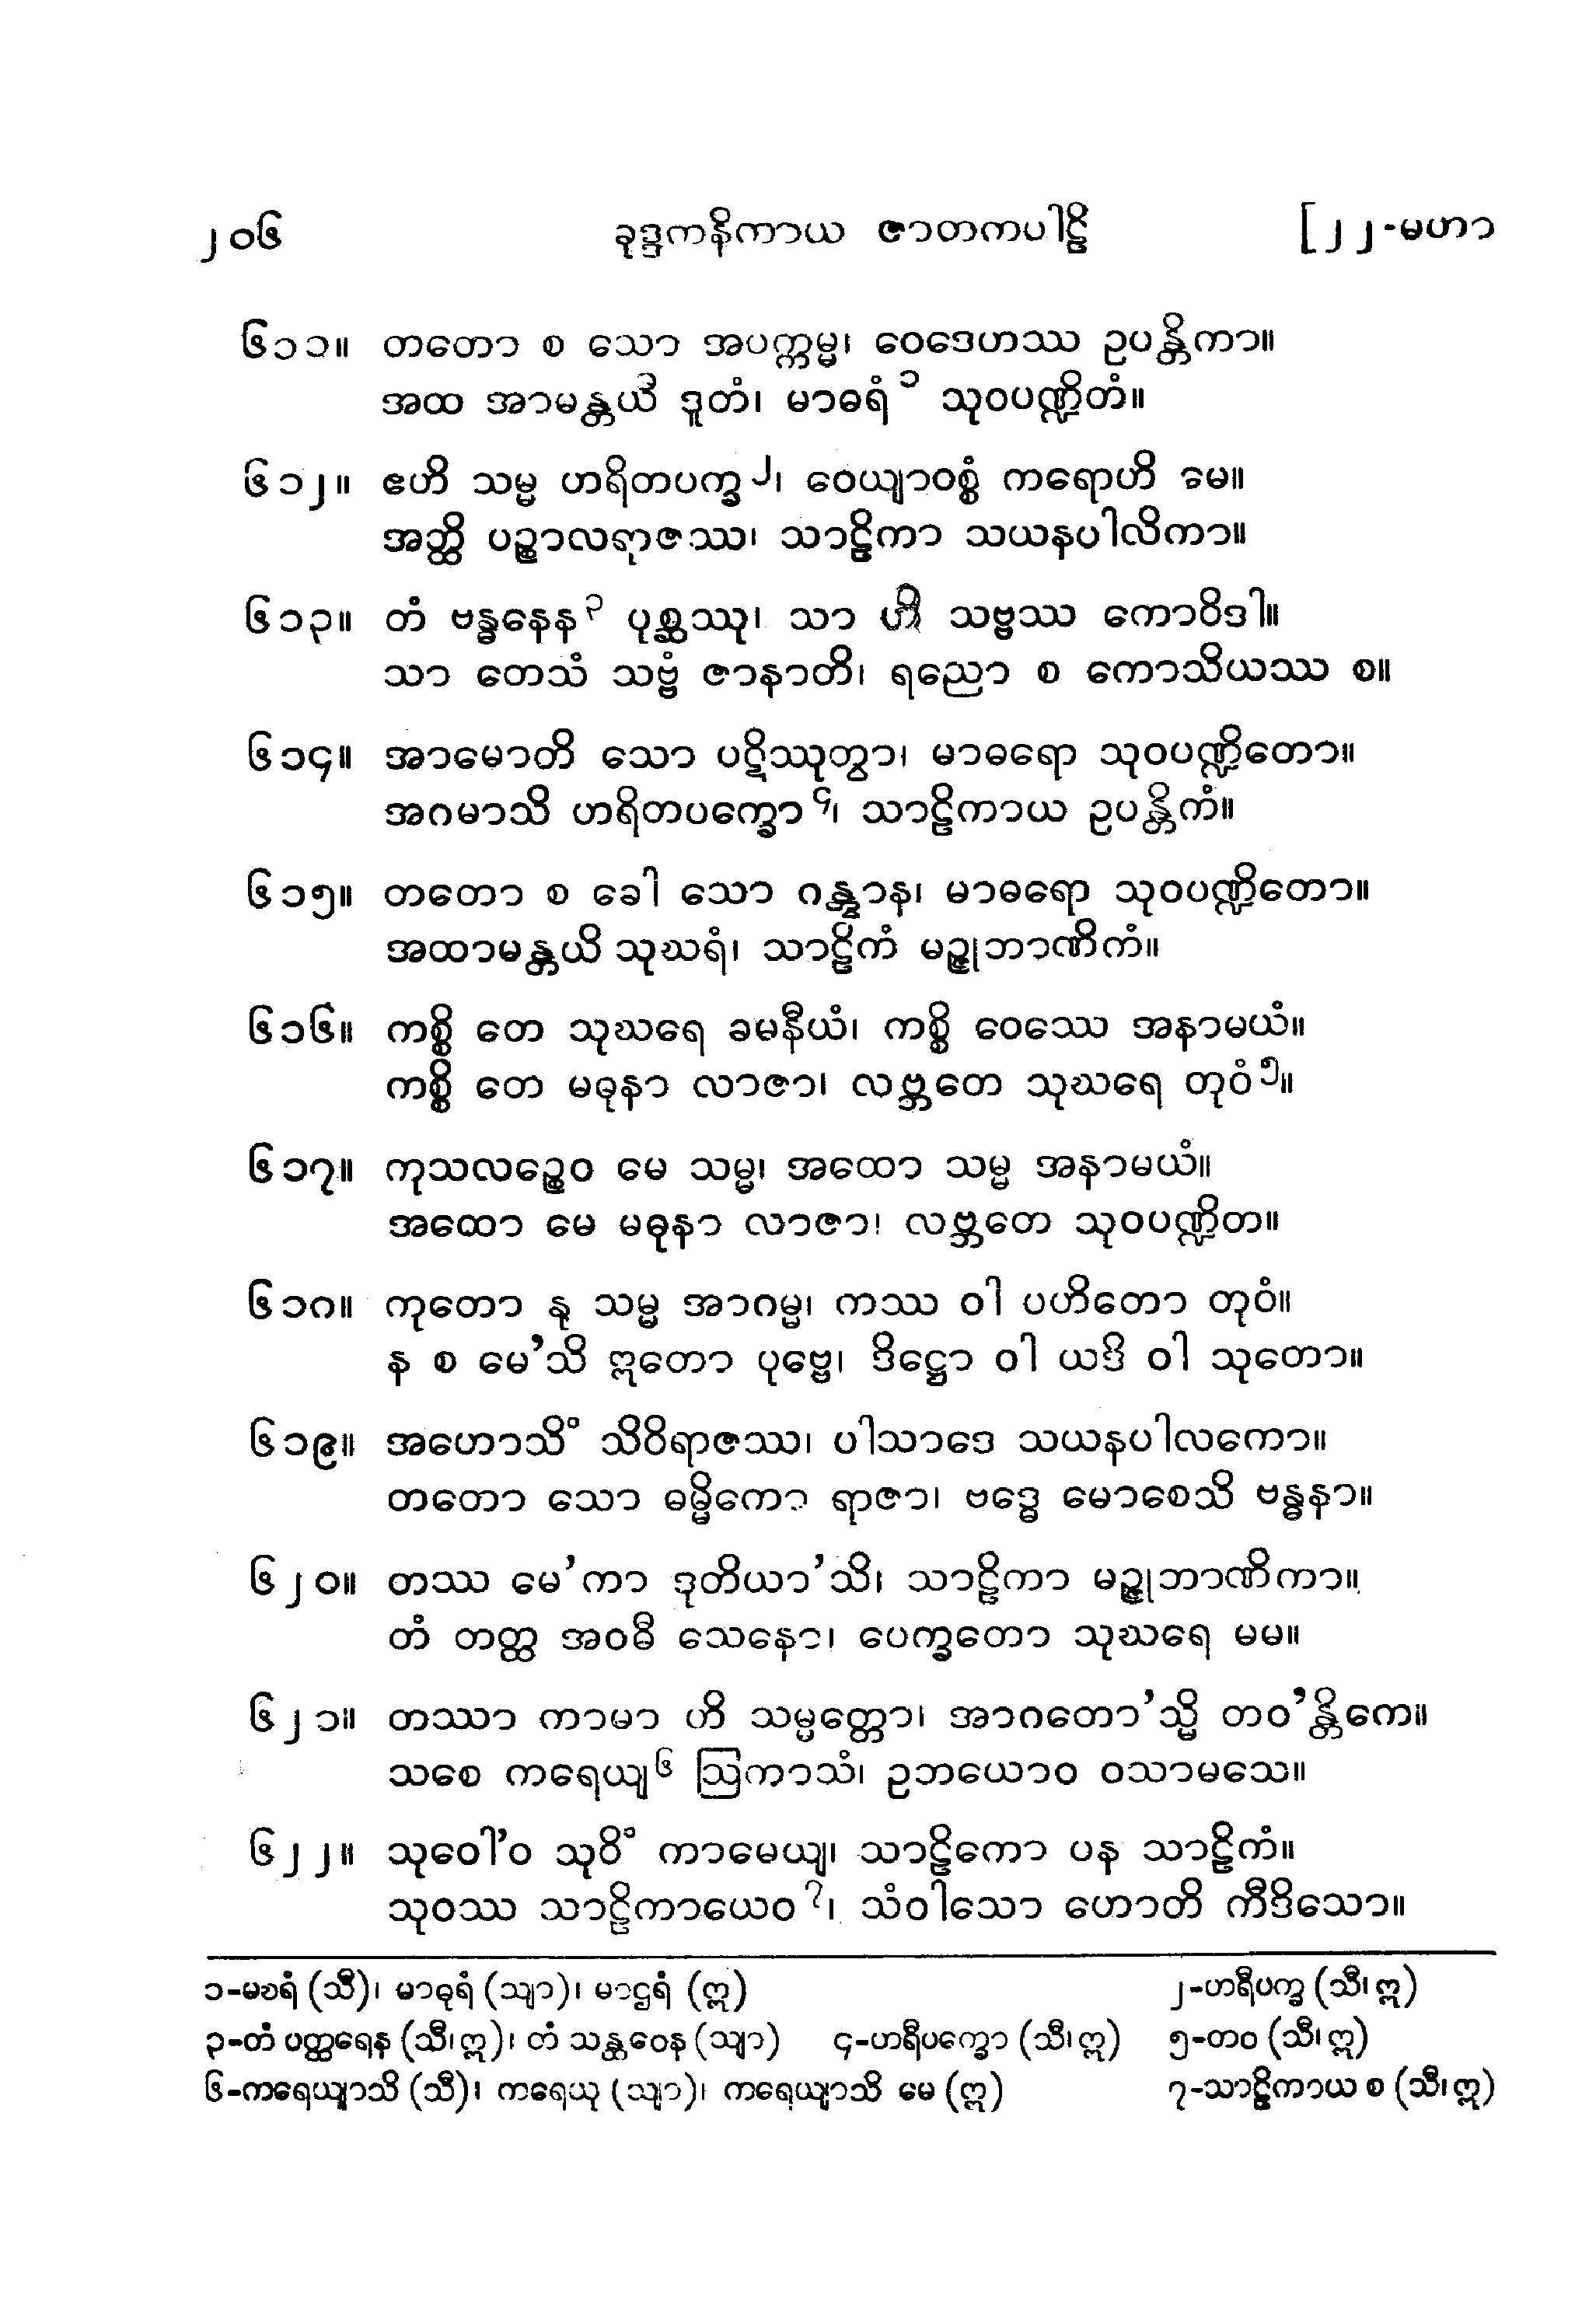 ၂၀၆ ခုဒ္ဒကနိကာယ ဇာတကပါဠိ [၂၂-မဟာ
၆၁၁။ တတော စ သော အပက္ကမ္မ၊ ဝေဒေဟဿ ဥပန္တိကာ။
အထ အာမန္တယိ ဒူတံ၊ မာဓရံ ၁ သုဝပဏ္ဍိတံ။
၆၁၂။ ဧဟိ သမ္မ ဟရိတပက္ခ ၂၊ ဝေယျာဝစ္စံ ကရောဟိ မေ။
အတ္ထိ ပဉ္စာလရာဇဿ၊ သာဠိကာ သယနပါလိကာ။
၆၁၃။ တံ ဗန္ဓနေန ၃ ပုစ္ဆဿု၊ သာ ဟိ သဗ္ဗဿ ကောဝိဒါ။
သာ တေသံ သဗ္ဗံ ဇာနာတိ၊ ရညော စ ကောသိယဿ စ။
၆၁၄။ အာမောတိ သော ပဋိဿုတွာ၊ မာဓရော သုဝပဏ္ဍိတော။
အဂမာသိ ဟရိတပက္ခော ၄၊ သာဠိကာယ ဥပန္တိကံ။
၆၁၅။ တတော စ ခေါ သော ဂန္တွာန၊ မာဓရော သုဝပဏ္ဍိတော။
အထာမန္တယိ သုဃရံ၊ သာဠိကံ မဉ္ဇုဘာဏိကံ။
၆၁၆။ ကစ္စိ တေ သုဃရေ ခမနီယံ၊ ကစ္စိ ဝေဿေ အနာမယံ။
ကစ္စိ တေ မဓုနာ လာဇာ၊ လဗ္ဘတေ သုဃရေ တုဝံ ၅။
၆၁၇။ ကုသလဉ္စေဝ မေ သမ္မ၊ အထော သမ္မ အနာမယံ။
အထော မေ မဓုနာ လာဇာ၊ လဗ္ဘတေ သုဝပဏ္ဍိတ။
၆၁၈။ ကုတော နု သမ္မ အာဂမ္မ၊ ကဿ ဝါ ပဟိတော တုဝံ။
န စ မေ’သိ ဣတော ပုဗ္ဗေ၊ ဒိဋ္ဌော ဝါ ယဒိ ဝါ သုတော။
၆၁၉။ အဟောသိံ သိဝိရာဇဿ၊ ပါသာဒေ သယနပါလကော။
တတော သော ဓမ္မိကော ရာဇာ၊ ဗဒ္ဓေ မောစေသိ ဗန္ဓနာ။
၆၂၀။ တဿ မေ’ကာ ဒုတိယာ’သိ၊ သာဠိကာ မဉ္ဇုဘာဏိကာ။
တံ တတ္ထ အဝဓီ သေနော၊ ပေက္ခတော သုဃရေ မမ။
၆၂၁။ တဿာ ကာမာ ဟိ သမ္မတ္တော၊ အာဂတော’သ္မိ တဝ’န္တိကေ။
သစေ ကရေယျ ၆ ဩကာသံ၊ ဥဘယောဝ ဝသာမသေ။
၆၂၂။ သုဝေါ’ဝ သုဝိံ ကာမေယျ၊ သာဠိကော ပန သာဠိကံ။
သုဝဿ သာဠိကာယေဝ ၇၊ သံဝါသော ဟောတိ ကီဒိသော။
၁-မဎရံ (သီ)၊ မာဓုရံ (သျာ)၊ မာဌရံ (ဣ) ၂-ဟရီပက္ခ (သီ၊ ဣ)
၃-တံ ပတ္ထရေန (သီ၊ ဣ)၊ တံ သန္ထဝေန (သျာ) ၄-ဟရီပက္ခော (သီ၊ ဣ) ၅-တဝ (သီ၊ ဣ)
၆-ကရေယျာသိ (သီ)၊ ကရေယု (သျာ)၊ ကရေယျာသိ မေ (ဣ) ၇-သာဠိကာယ စ (သီ၊ ဣ)